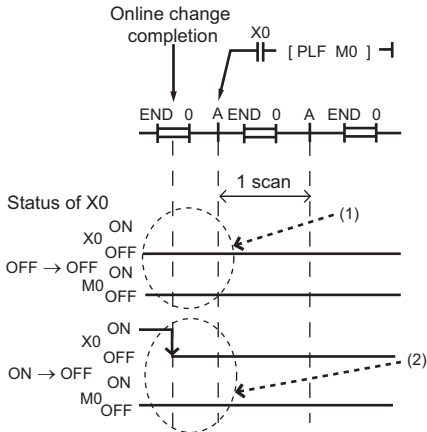 Online change
completion
X0
[ PLF M0 ]
END 0 A END 0 A END 0
1 scan
Status of X0
(1)
ON
X0
OFF
OFF → OFF
ON
M0
OFF
ON
X0
OFF
(2)
ON → OFF
ON
M0
OFF